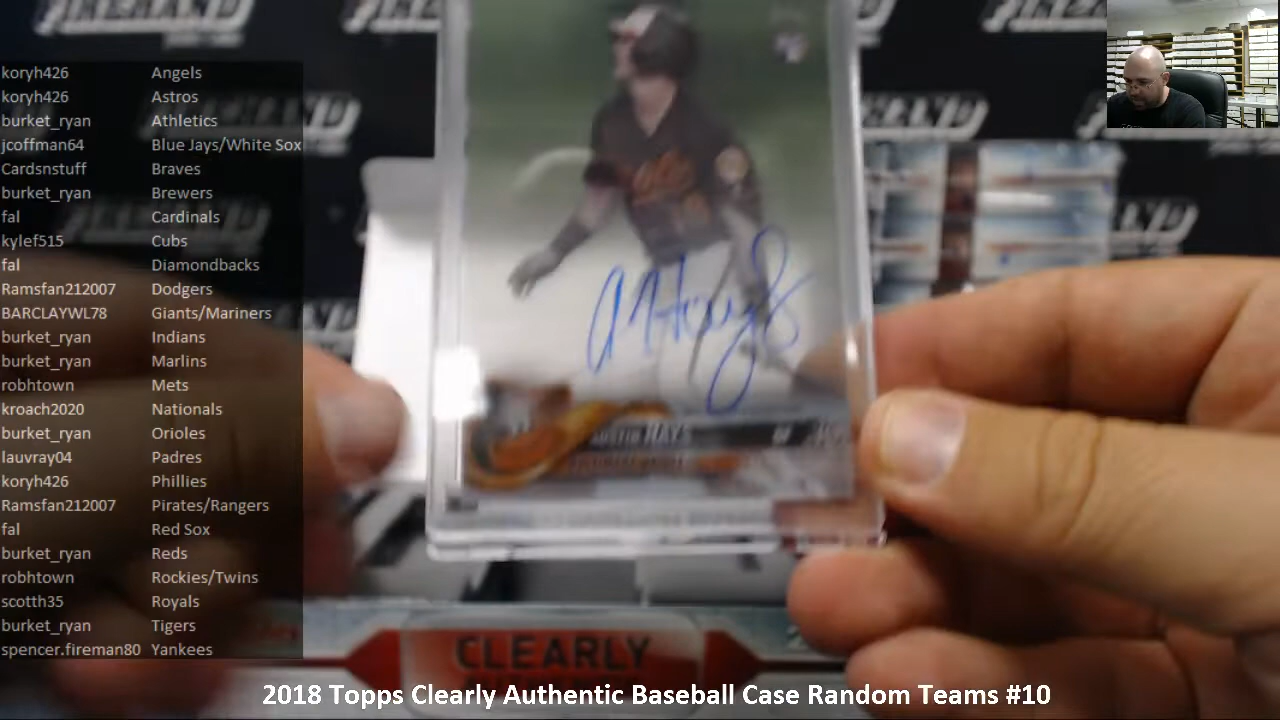 koryh426 Angels
koryh426 Astros
burket_ryan Athletics
jcoffman64 Blue Jays/White Sox
Cardsnstuff Braves
burket_ryan Brewers
fal Cardinals
kylef515 Cubs
fal Diamondbacks
Ramsfan212007 Dodgers
BARCLAYWL78 Giants/Mariners
burket_ryan Indians
burket_ryan Marlins
robhtown Mets
kroach2020 Nationals
burket_ryan Orioles
lauvray04 Padres
koryh426 Phillies
Ramsfan212007 Pirates/Rangers
fal Red Sox
burket_ryan Reds
robhtown Rockies/Twins
scotth35 Royals
burket_ryan Tigers
spencer.fireman80 Yankees
AUSTIN HAYS
CLEARLY
2018 Topps Clearly Authentic Baseball Case Random Teams #10